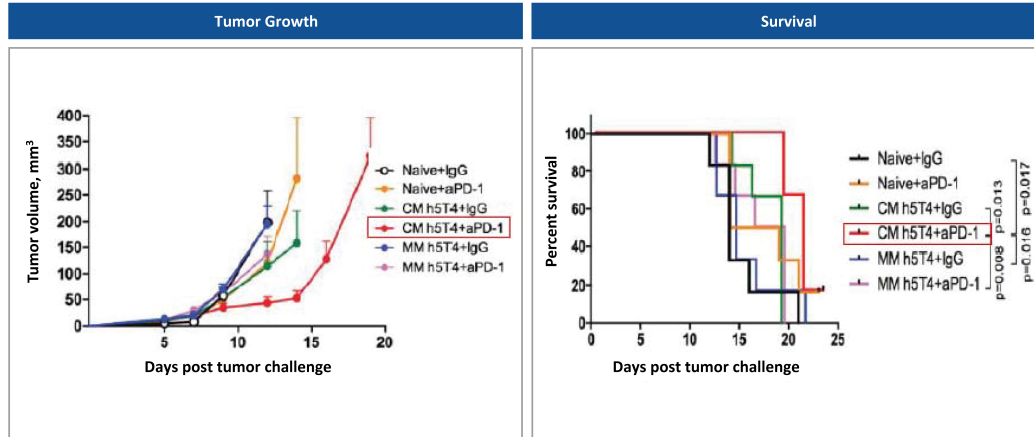 Tumor Growth
Survival
Tumor volume, mm³
400
350
300
250
200
150
100
50
0
5
10
15
20
Days post tumor challenge
Naive+IgG
Naive+aPD-1
CM h5T4+IgG
CM h5T4+aPD-1
MM h5T4+IgG
MM h5T4+aPD-1
Percent survival
100
80
60
40
20
0
0
5
10
15
20
25
Days post tumor challenge
Naive+IgG
Naive+aPD-1
CM h5T4+IgG
CM h5T4+aPD-1
MM h5T4+IgG
MM h5T4+aPD-1
p=0.008
p=0.013
p=0.016
p=0.017